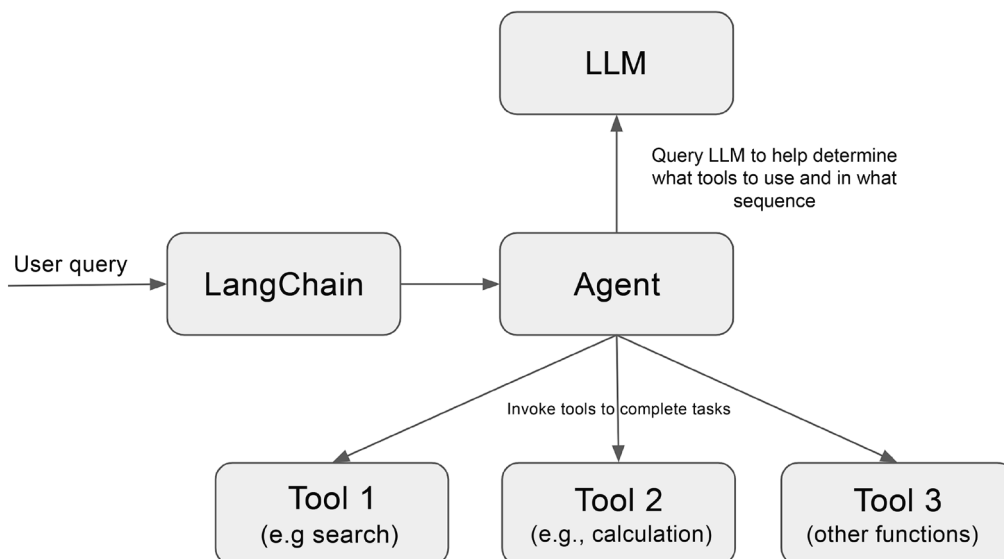 LLM
Query LLM to help determine
what tools to use and in what
sequence
User query
LangChain
Agent
Invoke tools to complete tasks
Tool 1
(e.g search)
Tool 2
(e.g., calculation)
Tool 3
(other functions)